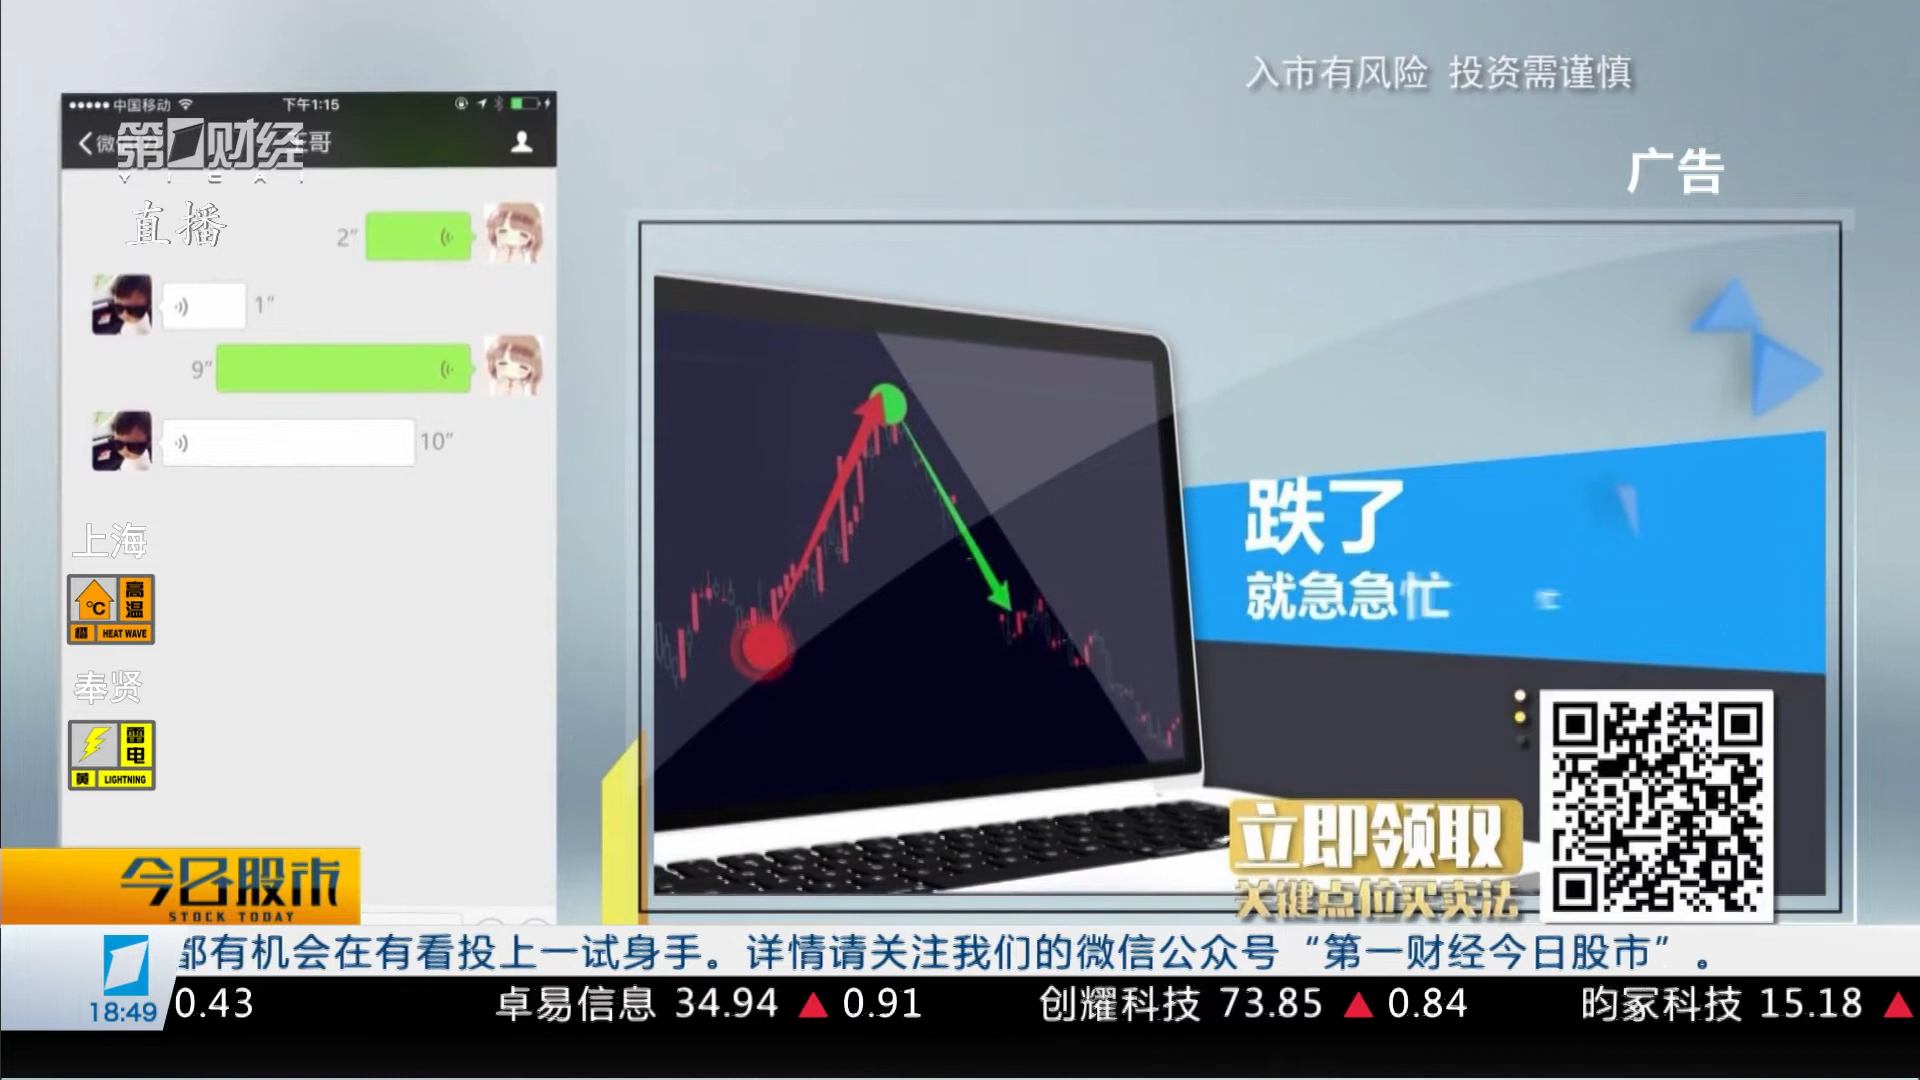 入市有风险 投资需谨慎
广告
中国移动
下午1:15
第一财经
YICAI
直播
2"
1"
9"
10"
上海
高温
℃
橙 HEAT WAVE
奉贤
雷电
黄 LIGHTNING
跌了
就急急忙
立即领取
关键点位买卖法
今日股市
STOCK TODAY
都有机会在有看投上一试身手。详情请关注我们的微信公众号“第一财经今日股市”。
18:49
0.43 卓易信息 34.94 ▲ 0.91 创耀科技 73.85 ▲ 0.84 昀冢科技 15.18 ▲